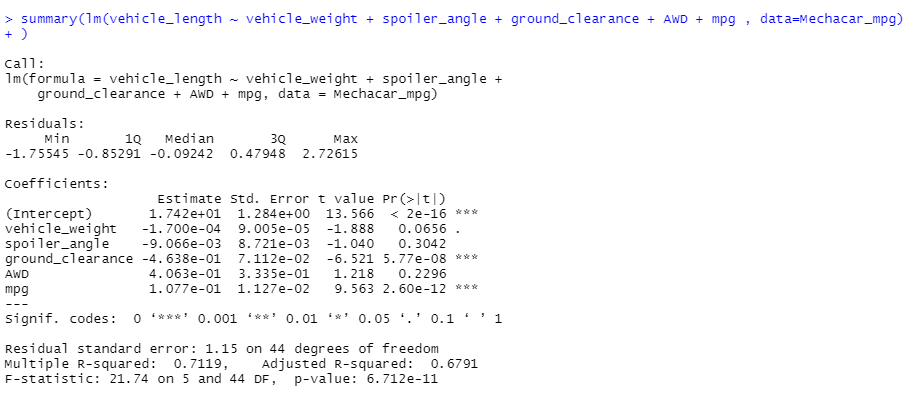 > summary(lm(vehicle_length ~ vehicle_weight + spoiler_angle + ground_clearance + AWD + mpg , data=Mechacar_mpg)
+ )
Call:
lm(formula = vehicle_length ~ vehicle_weight + spoiler_angle +
    ground_clearance + AWD + mpg, data = Mechacar_mpg)
Residuals:
     Min       1Q   Median       3Q      Max
-1.75545 -0.85291 -0.09242  0.47948  2.72615
Coefficients:
                   Estimate Std. Error t value Pr(>|t|)
(Intercept)       1.742e+01  1.284e+00  13.566  < 2e-16 ***
vehicle_weight   -1.700e-04  9.005e-05  -1.888   0.0656 .
spoiler_angle    -9.066e-03  8.721e-03  -1.040   0.3042
ground_clearance -4.638e-01  7.112e-02  -6.521 5.77e-08 ***
AWD               4.063e-01  3.335e-01   1.218   0.2296
mpg               1.077e-01  1.127e-02   9.563 2.60e-12 ***
---
Signif. codes:  0 ‘***’ 0.001 ‘**’ 0.01 ‘*’ 0.05 ‘.’ 0.1 ‘ ’ 1
Residual standard error: 1.15 on 44 degrees of freedom
Multiple R-squared:  0.7119,    Adjusted R-squared:  0.6791
F-statistic: 21.74 on 5 and 44 DF,  p-value: 6.712e-11